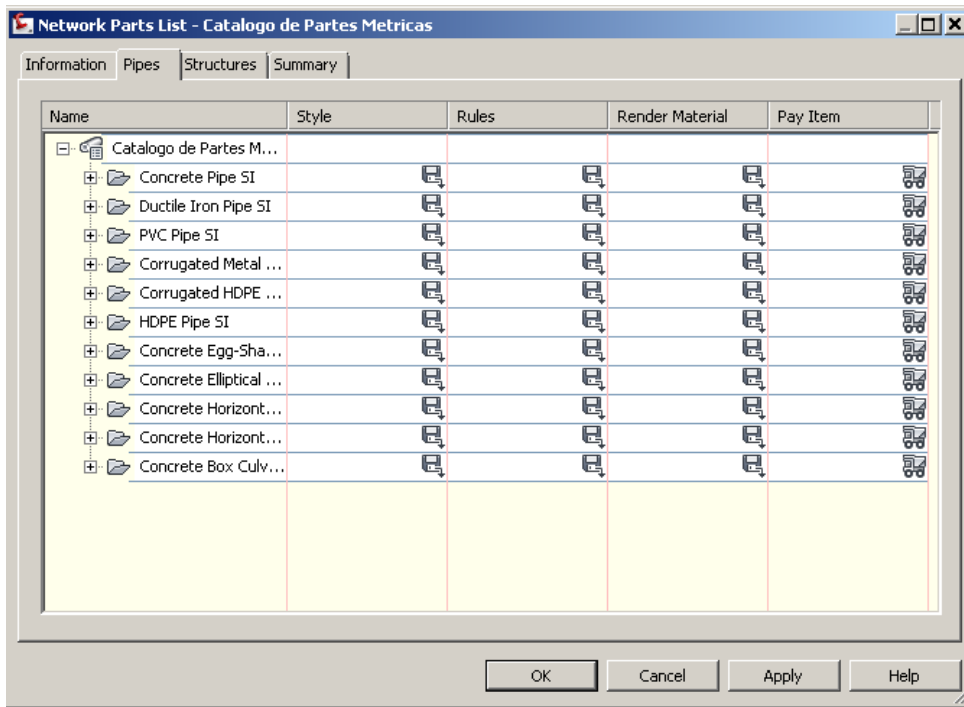 Network Parts List - Catalogo de Partes Metricas
Information Pipes Structures Summary
Name Style Rules Render Material Pay Item
Catalogo de Partes M...
Concrete Pipe SI
Ductile Iron Pipe SI
PVC Pipe SI
Corrugated Metal ...
Corrugated HDPE ...
HDPE Pipe SI
Concrete Egg-Sha...
Concrete Elliptical ...
Concrete Horizont...
Concrete Horizont...
Concrete Box Culv...
OK Cancel Apply Help